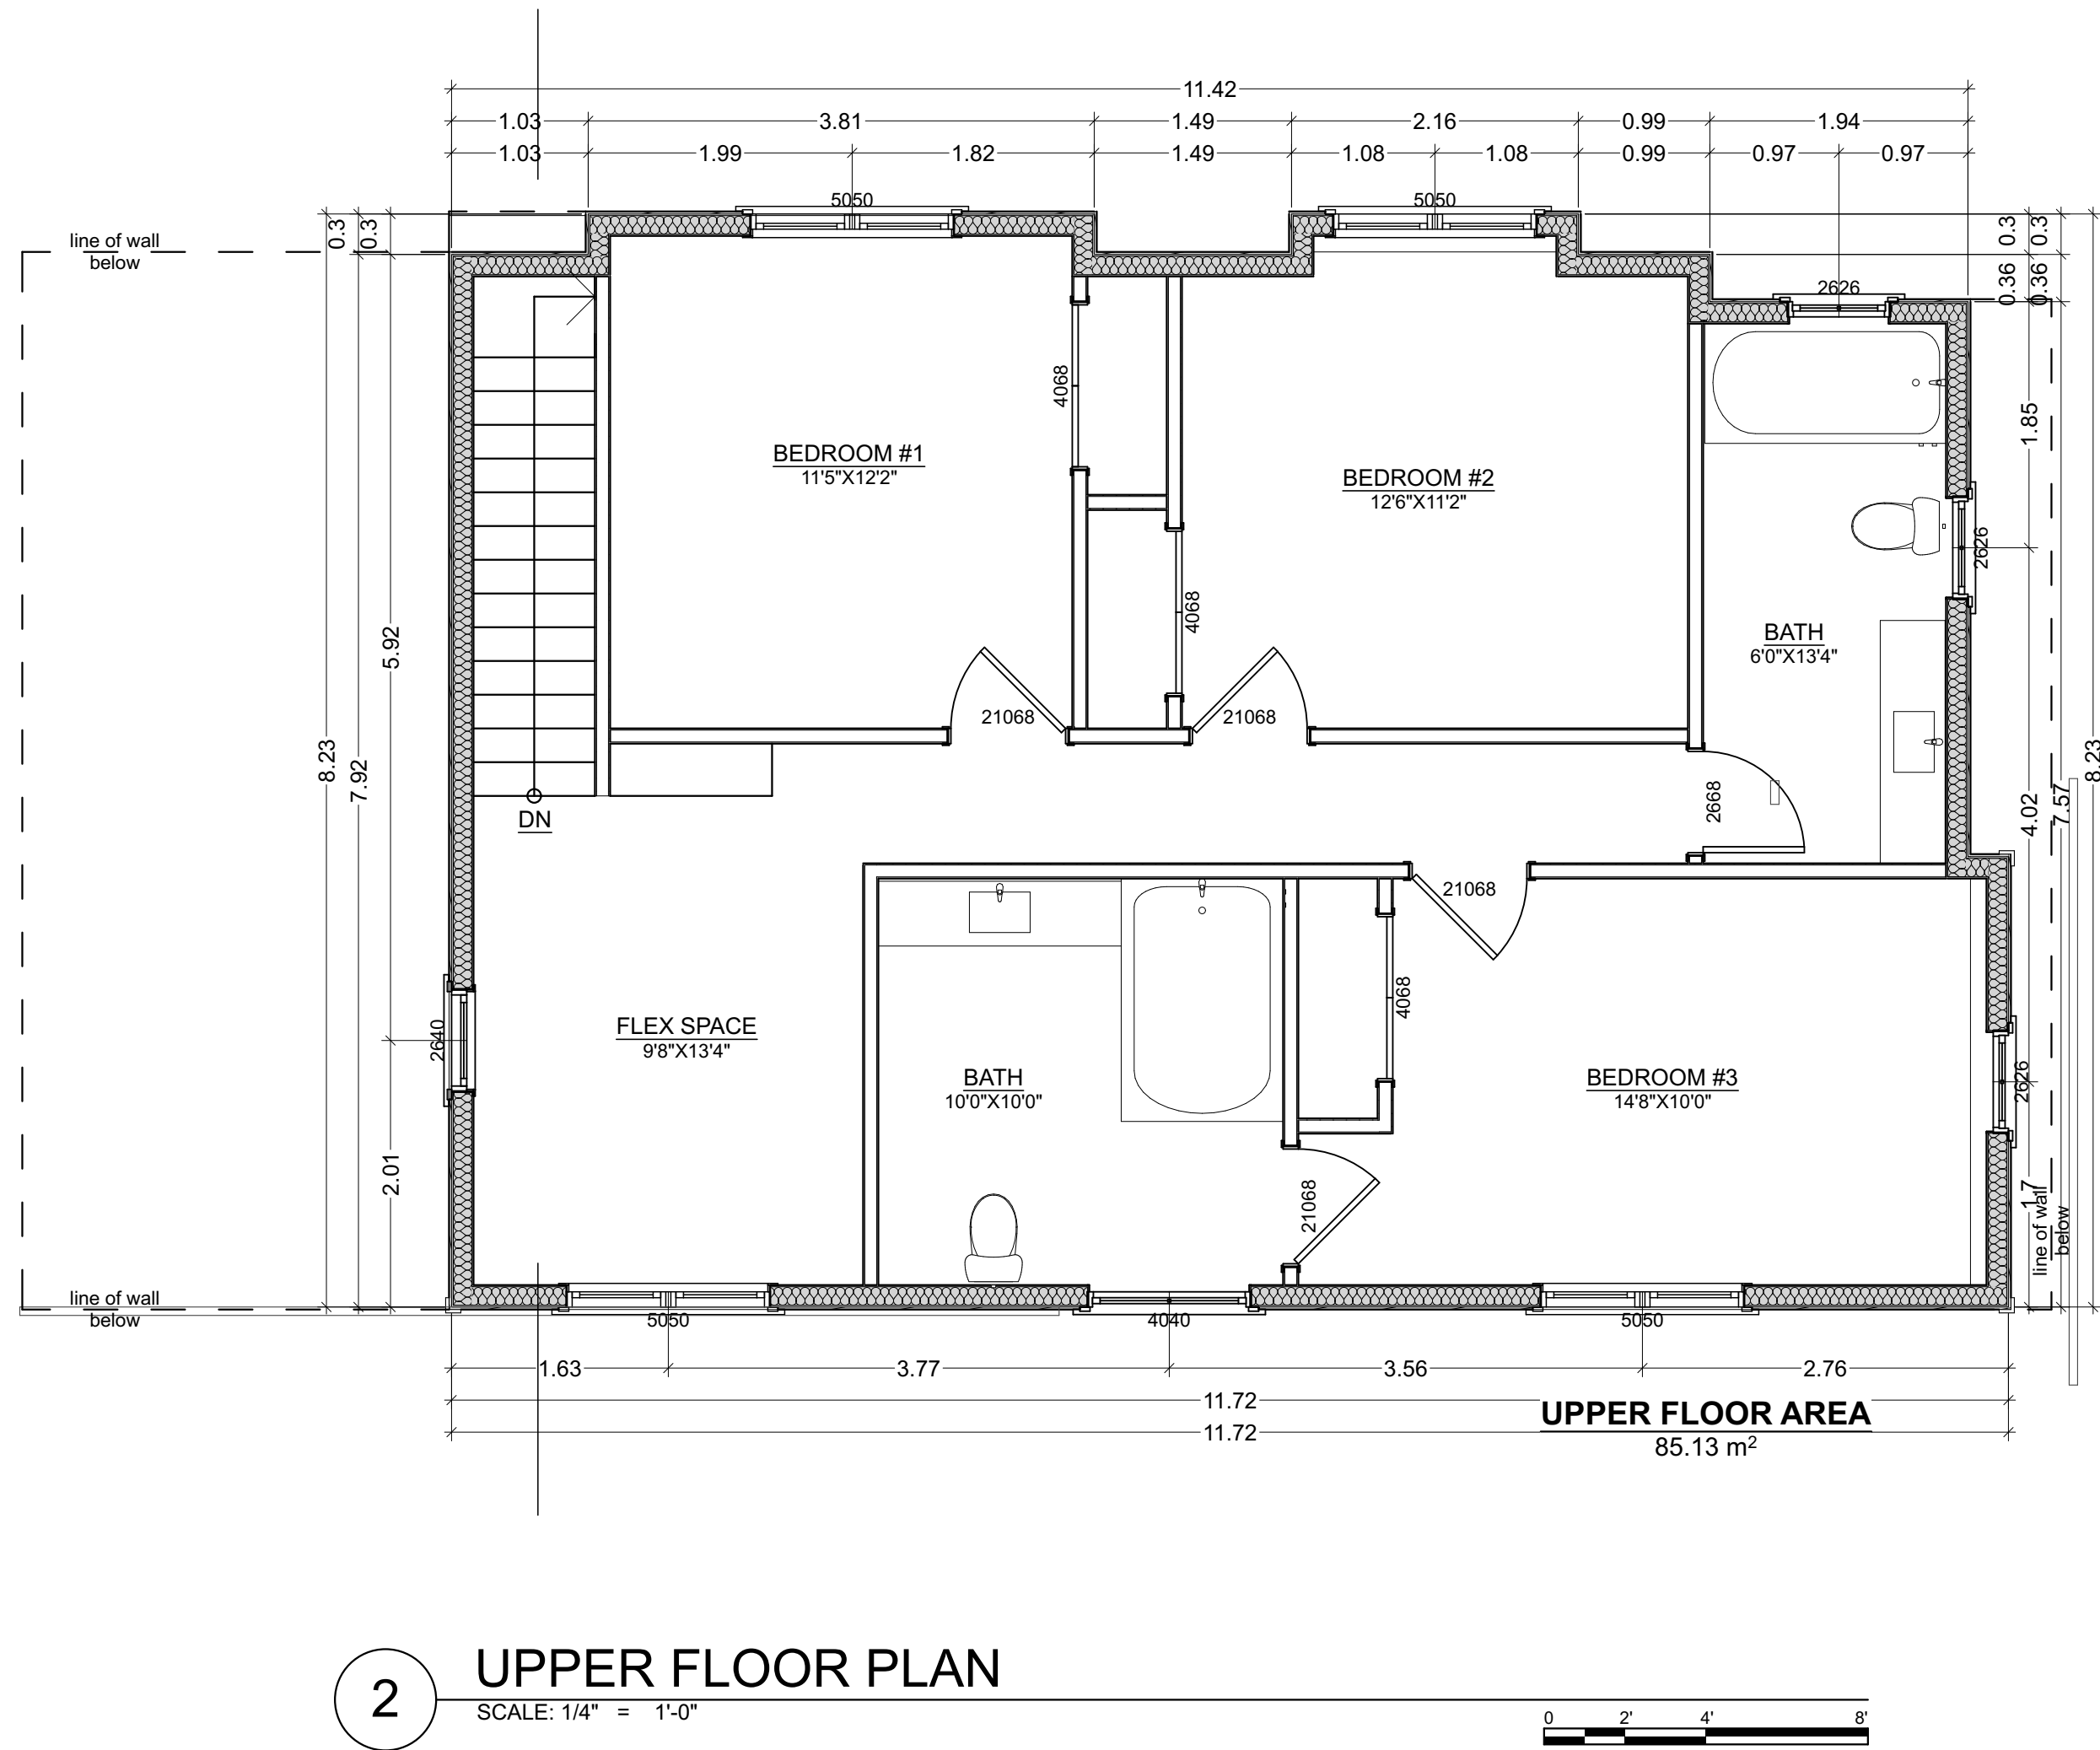 11.42
1.03 3.81 1.49 2.16 0.99 1.94
1.03 1.99 1.82 1.49 1.08 1.08 0.99 0.97 0.97
5050 5050
0.3 0.3 0.3 0.3
line of wall
below
0.36 0.36
2626
4068
1.85
BEDROOM #1
11'5"X12'2"
BEDROOM #2
12'6"X11'2"
2626
4068
5.92
BATH
6'0"X13'4"
21068 21068
8.23
7.92
2668
4.02
7.57
8.23
DN
21068
4068
FLEX SPACE
9'8"X13'4"
2640
BATH
10'0"X10'0"
BEDROOM #3
14'8"X10'0"
2626
2.01
21068
1.7
line of wall
below
line of wall
below
5050 4040 5050
1.63 3.77 3.56 2.76
11.72
11.72
UPPER FLOOR AREA
85.13 m²
2
UPPER FLOOR PLAN
SCALE: 1/4" = 1'-0"
0 2' 4' 8'